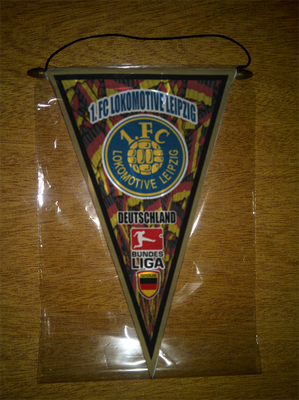 1.FC LOKOMOTIVE LEIPZIG
1.FC
LOKOMOTIVE LEIPZIG
DEUTSCHLAND
BUNDES
LIGA